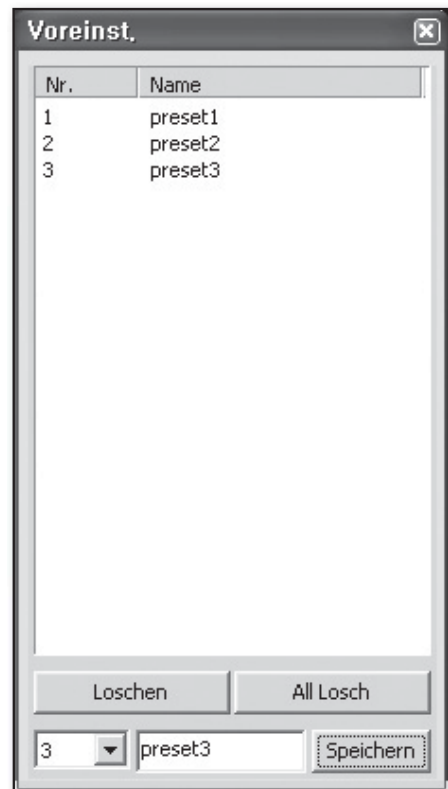 Voreinst.
Nr. Name
1 preset1
2 preset2
3 preset3
Loschen All Losch
3 preset3 Speichern